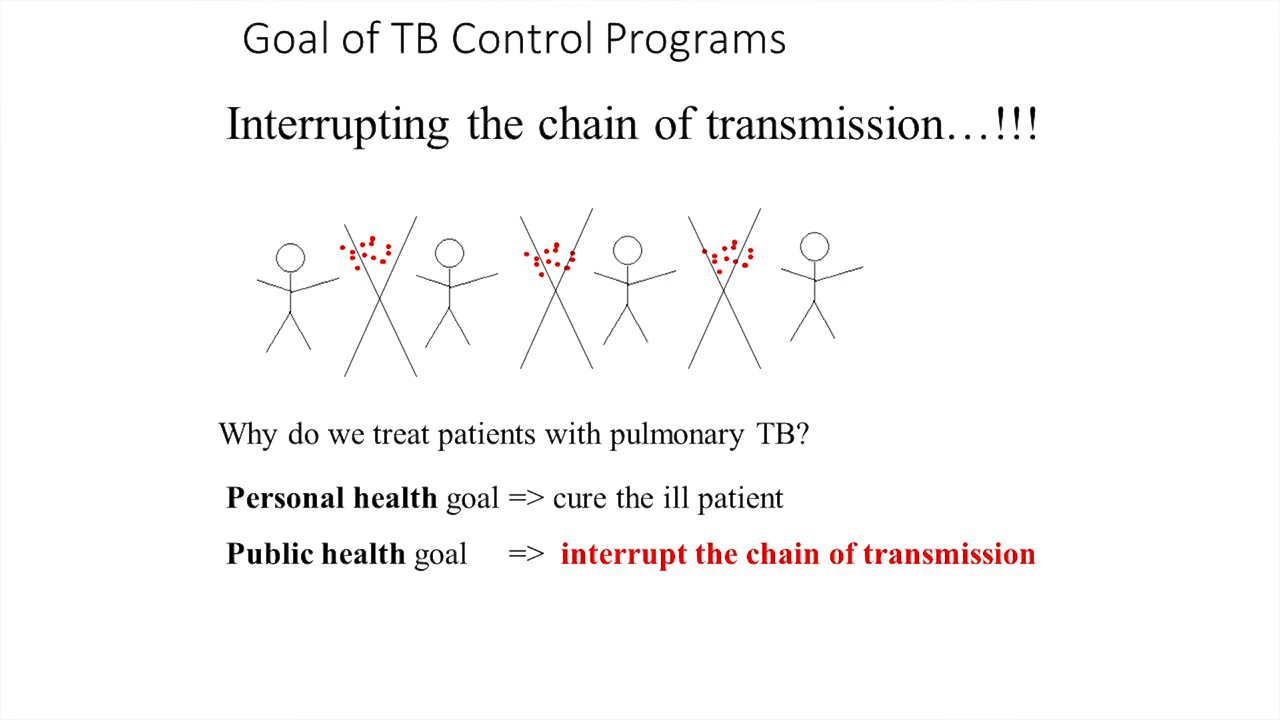 Goal of TB Control Programs
Interrupting the chain of transmission…!!!
Why do we treat patients with pulmonary TB?
Personal health goal => cure the ill patient
Public health goal => interrupt the chain of transmission